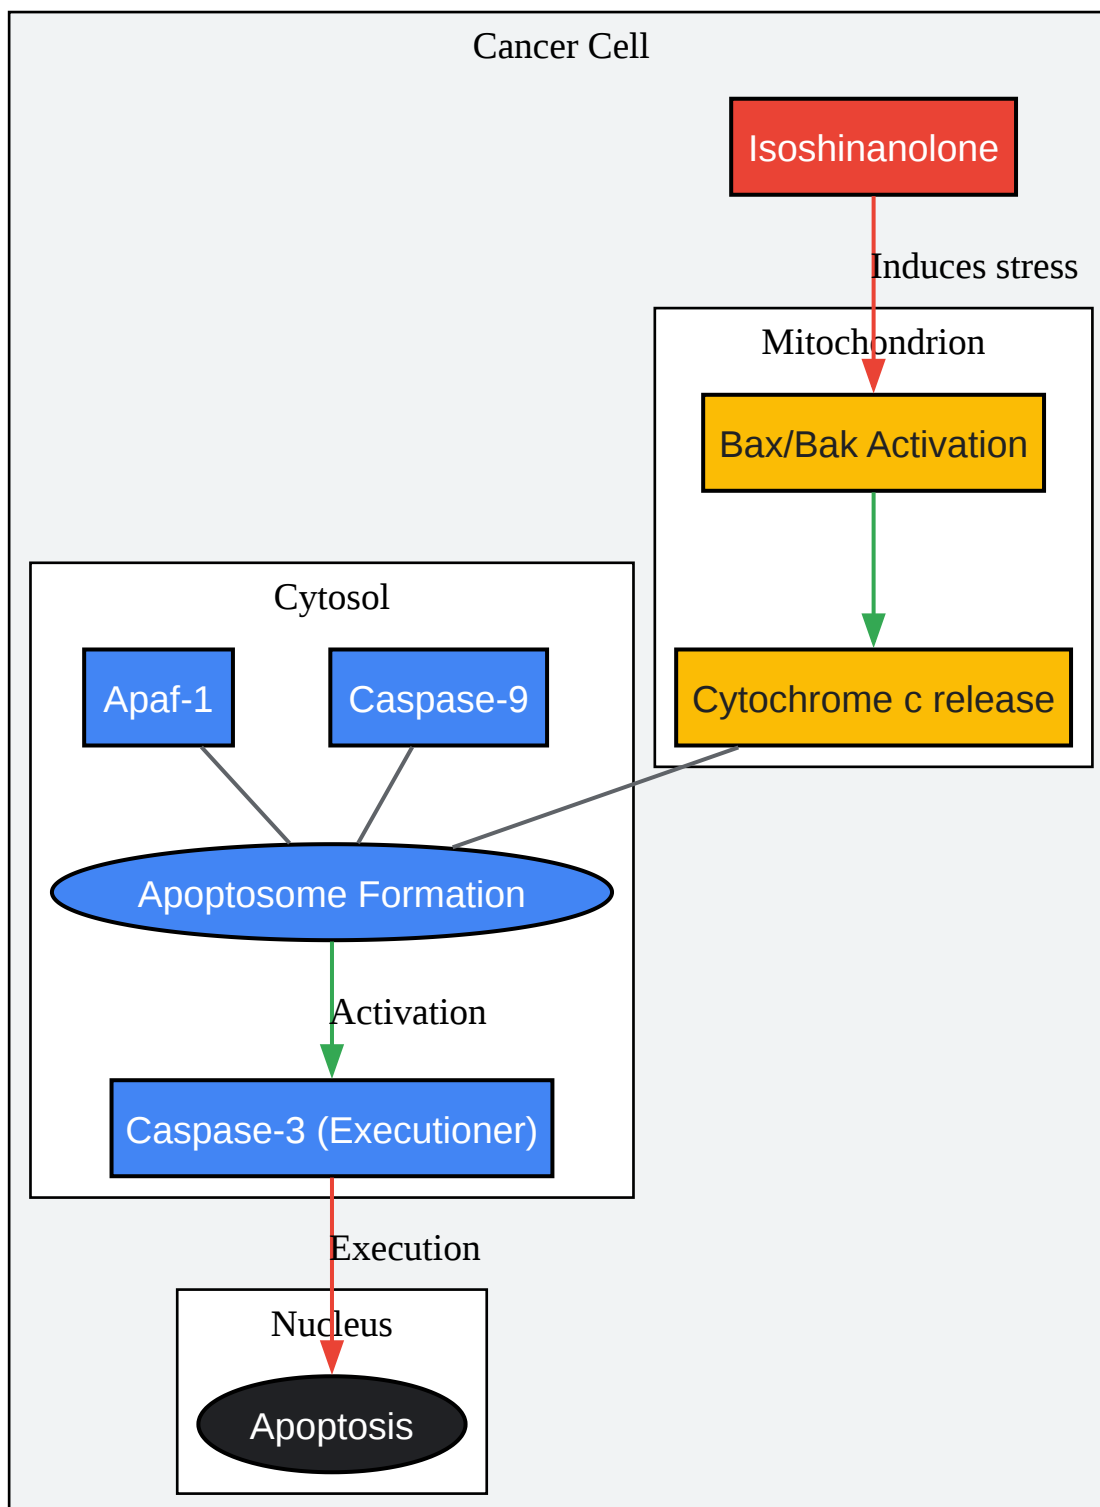 Cancer Cell
Isoshinanolone
Induces stress
Mitochondrion
Bax/Bak Activation
Cytosol
Apaf-1
Caspase-9
Cytochrome c release
Apoptosome Formation
Activation
Caspase-3 (Executioner)
Execution
Nucleus
Apoptosis